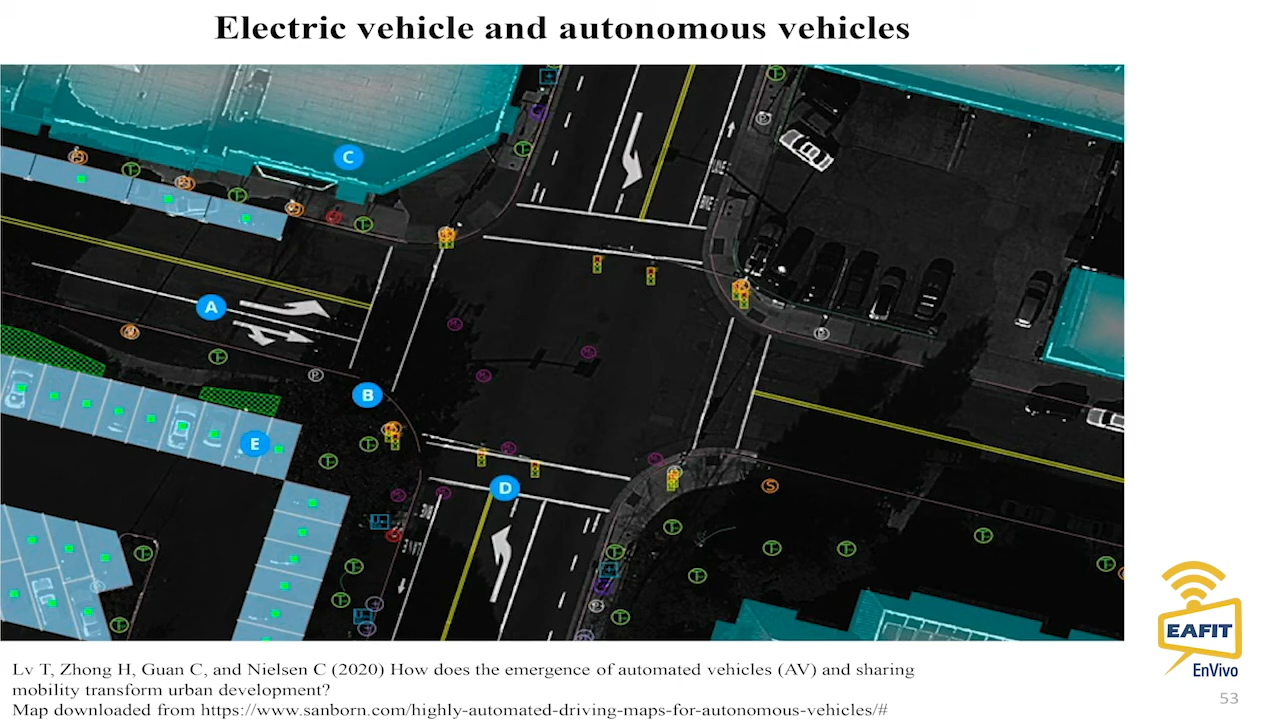 Electric vehicle and autonomous vehicles
C
A
B
E
D
Lv T, Zhong H, Guan C, and Nielsen C (2020) How does the emergence of automated vehicles (AV) and sharing
mobility transform urban development?
Map downloaded from https://www.sanborn.com/highly-automated-driving-maps-for-autonomous-vehicles/#
EAFIT
EnVivo
53